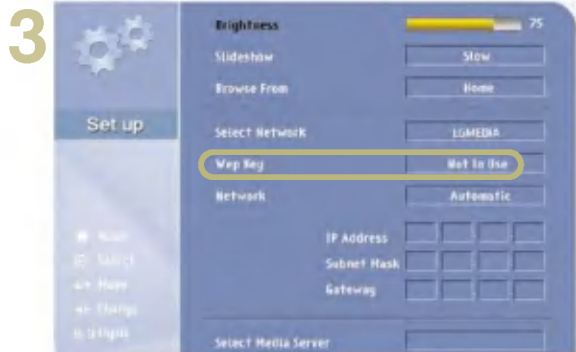 3
Set up
Brightness 75
Slideshow Slow
Browse From Home
Select Network LGMEDIA
Wep Key Not In Use
Network Automatic
IP Address
Subnet Mask
Gateway
Select Media Server